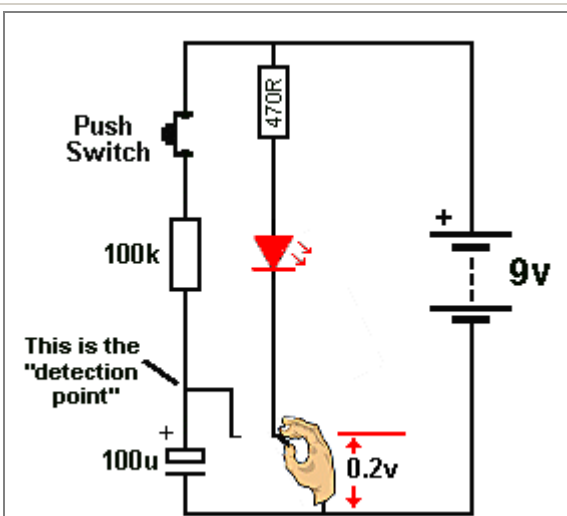 470R
Push
Switch
+
9v
100k
This is the
"detection
point"
+
100u
0.2v